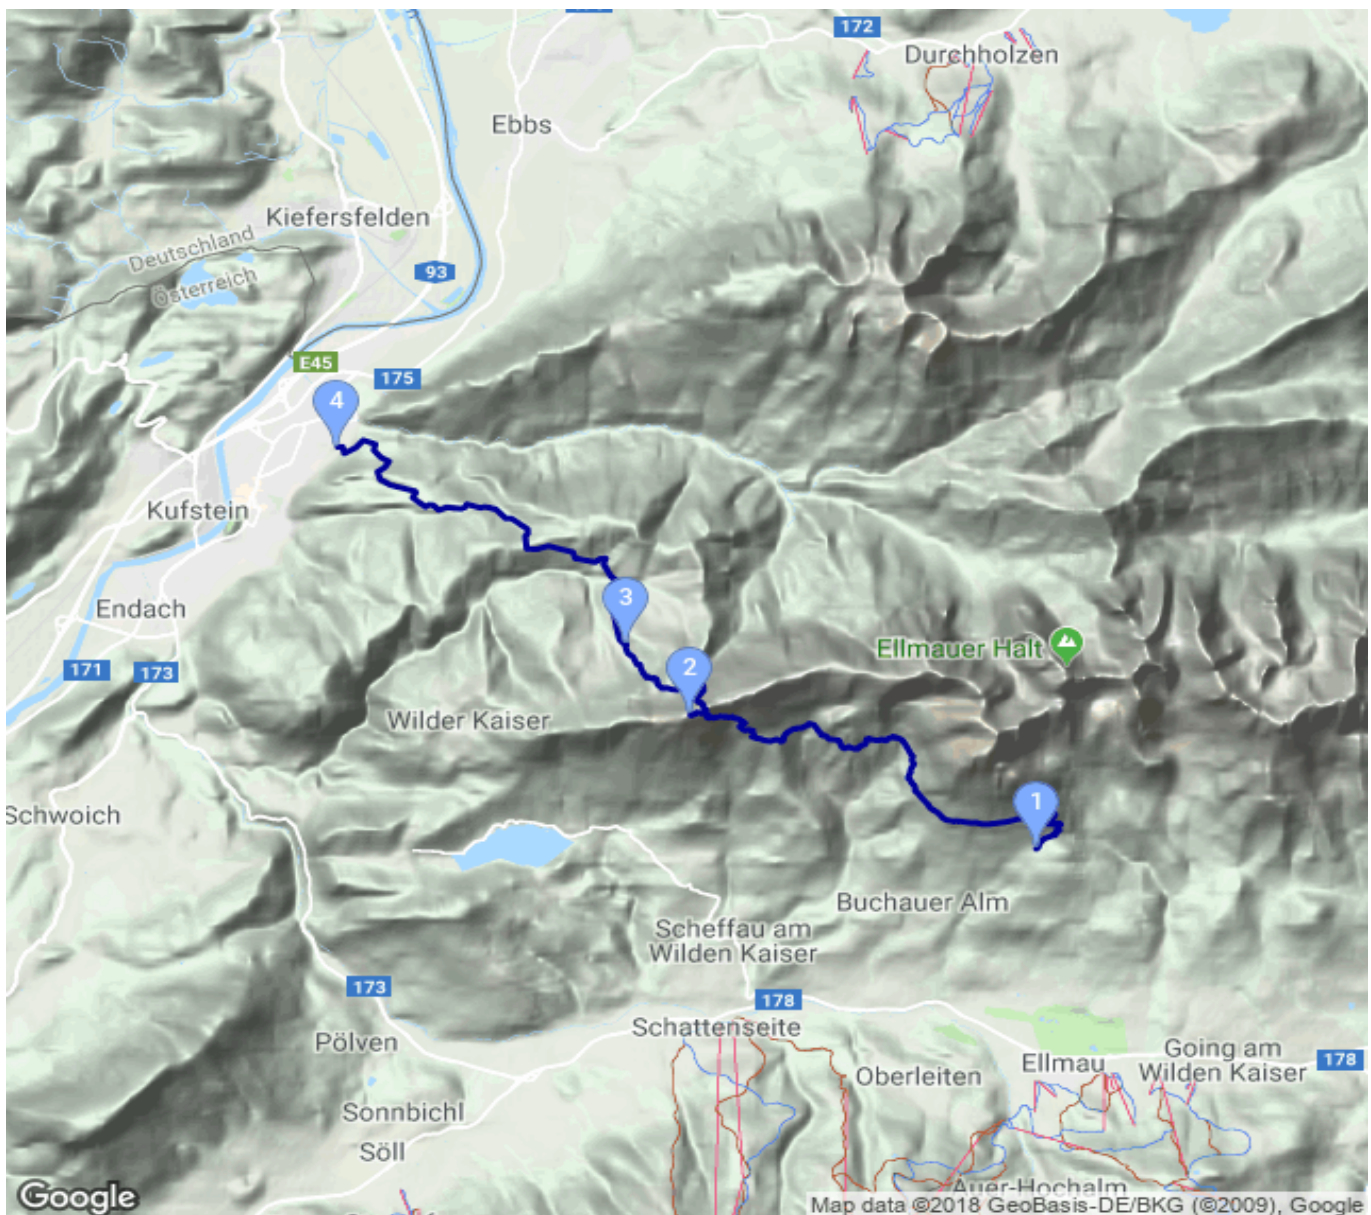 172
Durchholzen
Ebbs
Kiefersfelden
Deutschland
Österreich
93
E45
175
4
Kufstein
3
Endach
171
173
Ellmauer Halt
2
Wilder Kaiser
1
Schwoich
Buchauer Alm
Scheffau am
Wilden Kaiser
173
178
Schattenseite
Pölven
Oberleiten
Ellmau
Going am
Wilden Kaiser
178
Sonnbichl
Söll
Auer-Hochalm
Google
Map data ©2018 GeoBasis-DE/BKG (©2009), Google